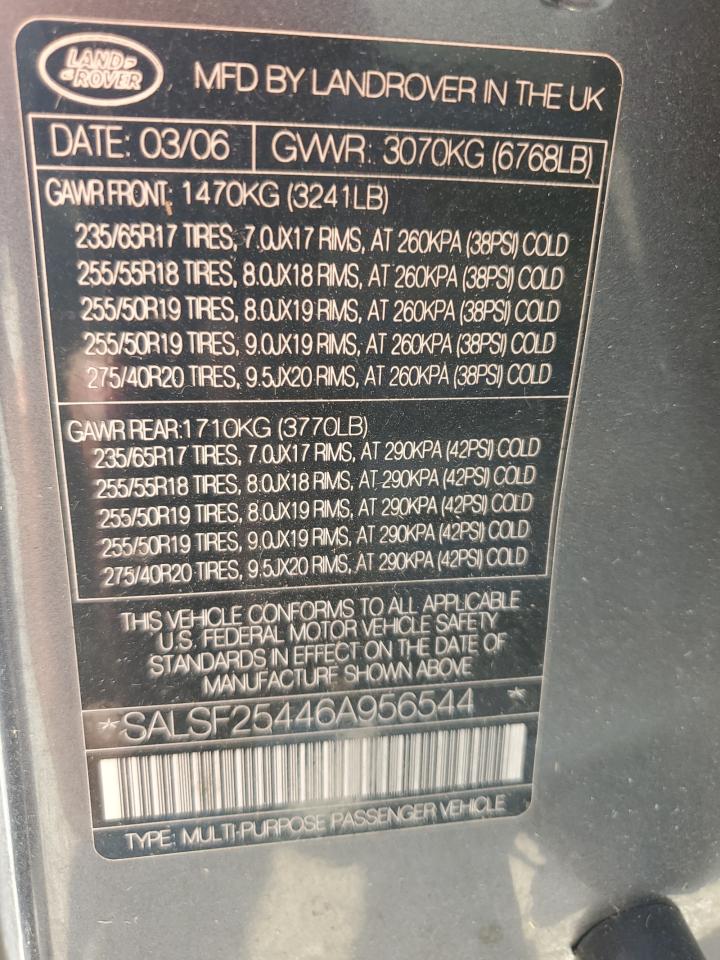 LAND-
-ROVER
MFD BY LANDROVER IN THE UK
DATE: 03/06 | GVWR: 3070KG (6768LB)
GAWR FRONT: 1470KG (3241LB)
235/65R17 TIRES, 7.0JX17 RIMS, AT 260KPA (38PSI) COLD
255/55R18 TIRES, 8.0JX18 RIMS, AT 260KPA (38PSI) COLD
255/50R19 TIRES, 8.0JX19 RIMS, AT 260KPA (38PSI) COLD
255/50R19 TIRES, 9.0JX19 RIMS, AT 260KPA (38PSI) COLD
275/40R20 TIRES, 9.5JX20 RIMS, AT 260KPA (38PSI) COLD
GAWR REAR:1710KG (3770LB)
235/65R17 TIRES, 7.0JX17 RIMS, AT 290KPA (42PSI) COLD
255/55R18 TIRES, 8.0JX18 RIMS, AT 290KPA (42PSI) COLD
255/50R19 TIRES, 8.0JX19 RIMS, AT 290KPA (42PSI) COLD
255/50R19 TIRES, 9.0JX19 RIMS, AT 290KPA (42PSI) COLD
275/40R20 TIRES, 9.5JX20 RIMS, AT 290KPA (42PSI) COLD
THIS VEHICLE CONFORMS TO ALL APPLICABLE
U.S. FEDERAL MOTOR VEHICLE SAFETY
STANDARDS IN EFFECT ON THE DATE OF
MANUFACTURE SHOWN ABOVE
*SALSF25446A956544 *
TYPE: MULTI-PURPOSE PASSENGER VEHICLE